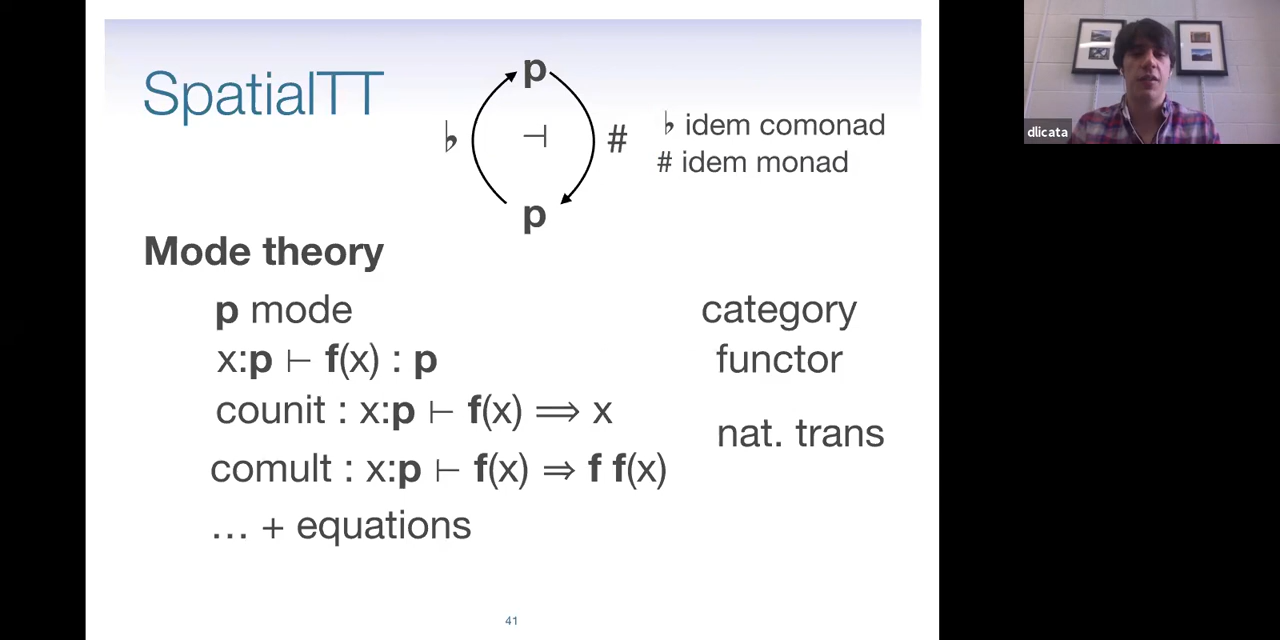 SpatialTT
p
♭ ⊣ # ♭ idem comonad
# idem monad
p
dlicata
Mode theory
p mode category
x:p ⊢ f(x) : p functor
counit : x:p ⊢ f(x) ⟹ x
nat. trans
comult : x:p ⊢ f(x) ⇒ f f(x)
… + equations
41